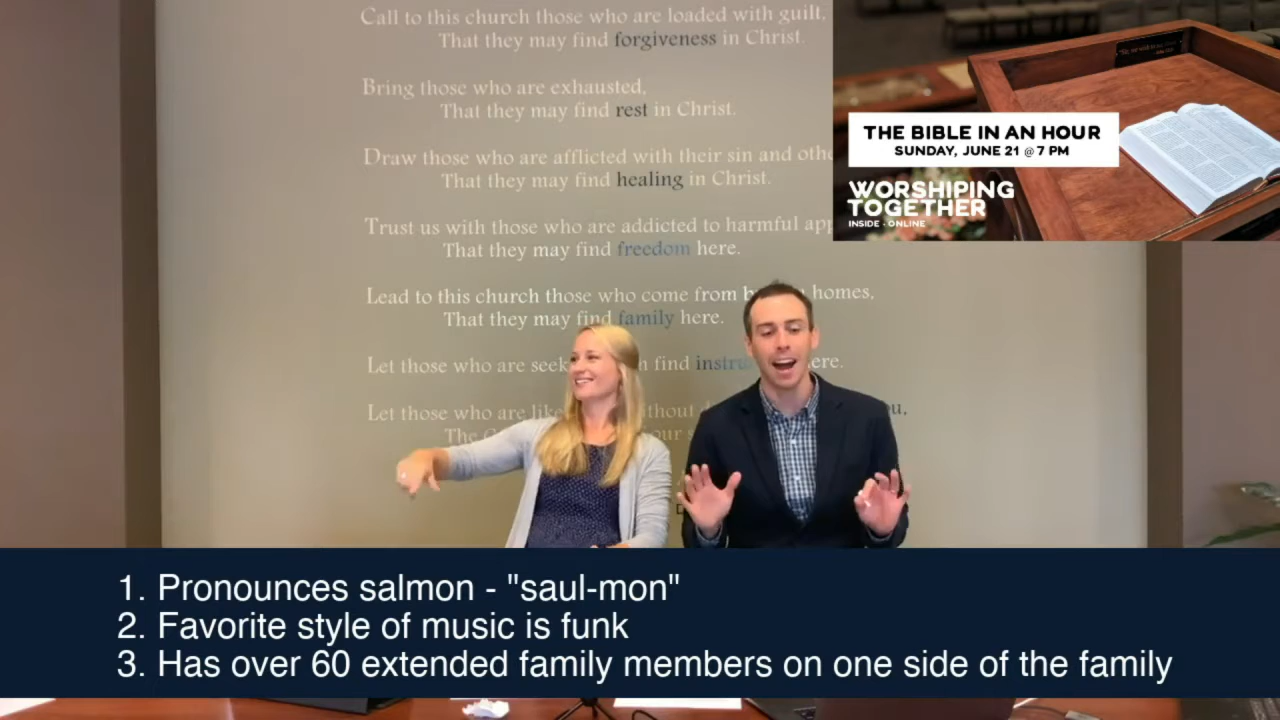 Call to this church those who are loaded with guilt,
That they may find forgiveness in Christ.
Bring those who are exhausted,
That they may find rest in Christ.
Draw those who are afflicted with their sin and
That they may find healing in Christ.
Trust us with those who are addicted to harmful
That they may find freedom here.
Lead to this church those who come from homes,
That they may find family here.
Let those who are find
Let those who are
The
THE BIBLE IN AN HOUR
SUNDAY, JUNE 21 @ 7 PM
WORSHIPING
TOGETHER
INSIDE - ONLINE
1. Pronounces salmon - "saul-mon"
2. Favorite style of music is funk
3. Has over 60 extended family members on one side of the family